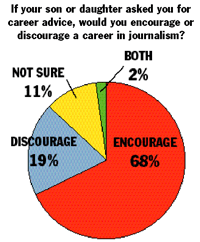 If your son or daughter asked you for
career advice, would you encourage or
discourage a career in journalism?
BOTH
2%
NOT SURE
11%
DISCOURAGE
19%
ENCOURAGE
68%